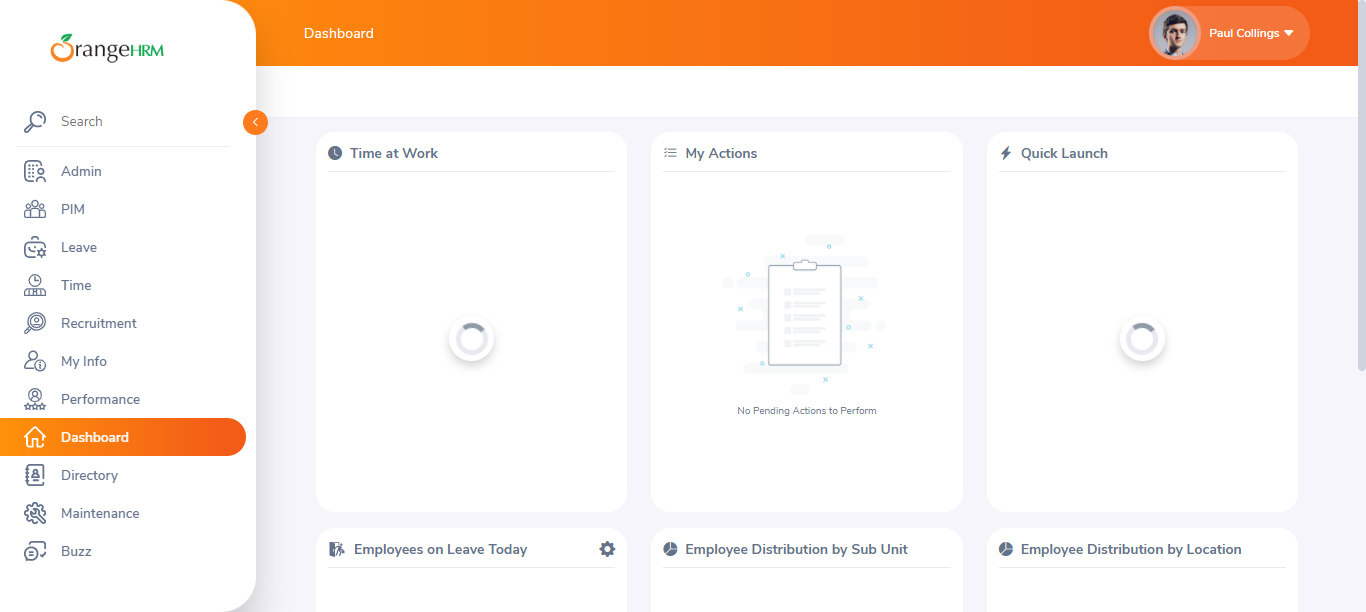 OrangeHRM
Dashboard
Paul Collings
Search
Admin
PIM
Leave
Time
Recruitment
My Info
Performance
Dashboard
Directory
Maintenance
Buzz
Time at Work
My Actions
No Pending Actions to Perform
Quick Launch
Employees on Leave Today
Employee Distribution by Sub Unit
Employee Distribution by Location